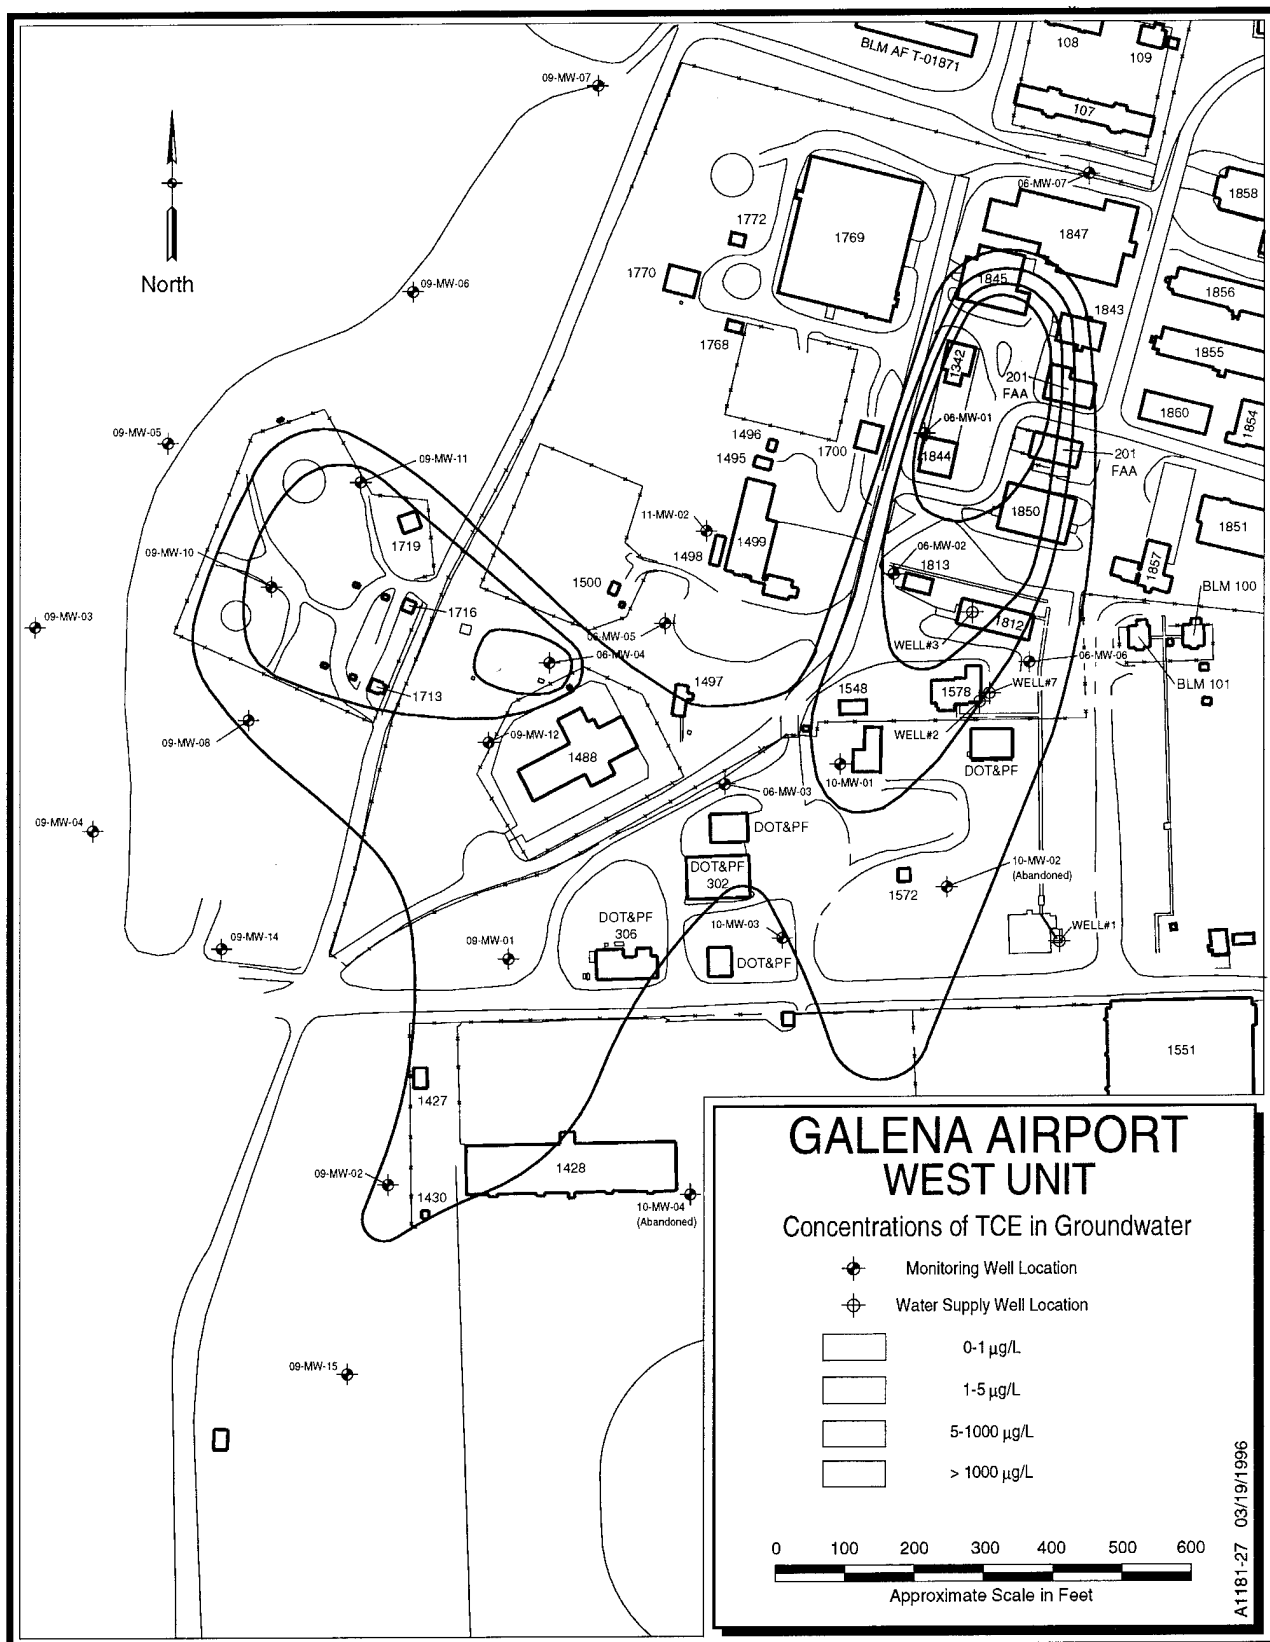 BLM AF T-01871
108
109
107
09-MW-07
06-MW-07
1858
1772
1769
1847
North
1770
09-MW-06
1845
1856
1843
1768
1855
1342
201
FAA
1860
1854
09-MW-05
06-MW-01
1496
1700
1844
201
FAA
09-MW-11
1495
11-MW-02
1850
1851
1719
1499
1498
06-MW-02
1813
09-MW-10
1857
BLM 100
1500
1716
1812
09-MW-03
06-MW-05
WELL#3
06-MW-04
06-MW-06
1713
1497
1548
1578
WELL#7
BLM 101
09-MW-08
09-MW-12
WELL#2
1488
DOT&PF
10-MW-01
06-MW-03
09-MW-04
DOT&PF
DOT&PF
302
10-MW-02
(Abandoned)
1572
DOT&PF
306
10-MW-03
WELL#1
09-MW-14
09-MW-01
DOT&PF
1551
1427
1428
09-MW-02
1430
10-MW-04
(Abandoned)
09-MW-15
GALENA AIRPORT
WEST UNIT
Concentrations of TCE in Groundwater
Monitoring Well Location
Water Supply Well Location
0-1 µg/L
1-5 µg/L
5-1000 µg/L
> 1000 µg/L
0 100 200 300 400 500 600
Approximate Scale in Feet
A1181-27 03/19/1996